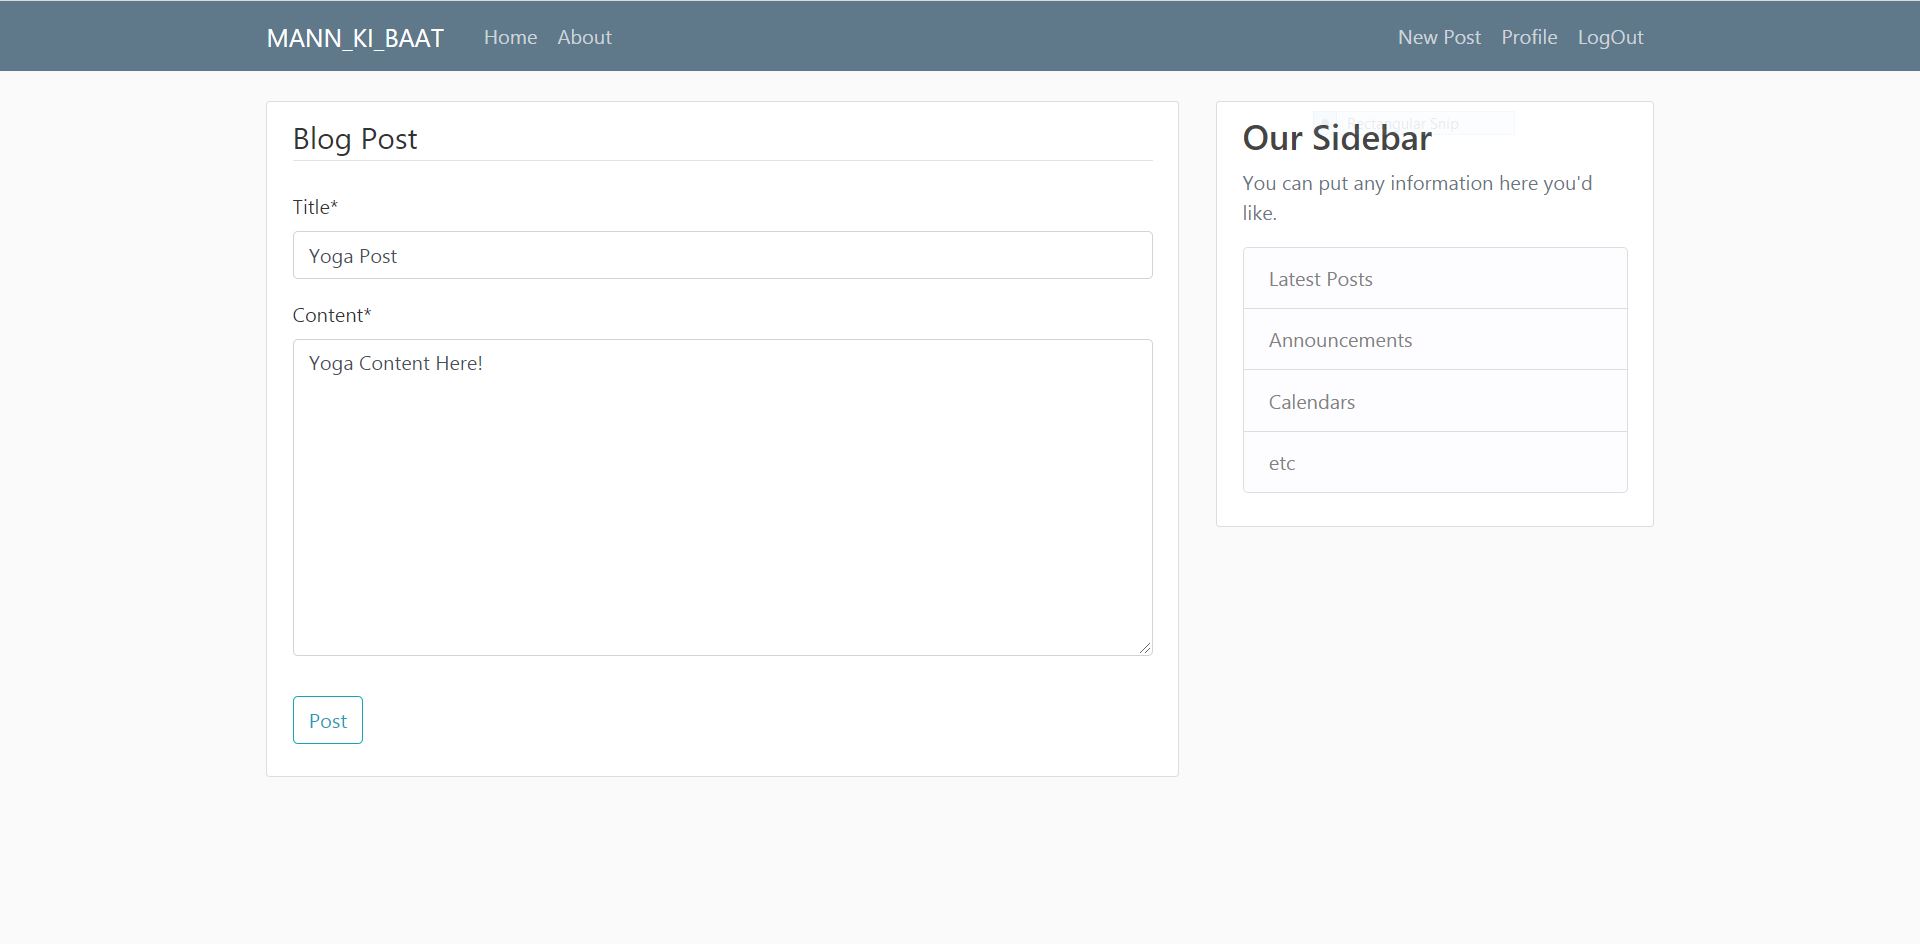 MANN_KI_BAAT Home About New Post Profile LogOut
Blog Post
Title*
Yoga Post
Content*
Yoga Content Here!
Post
Rectangular Snip
Our Sidebar
You can put any information here you'd
like.
Latest Posts
Announcements
Calendars
etc